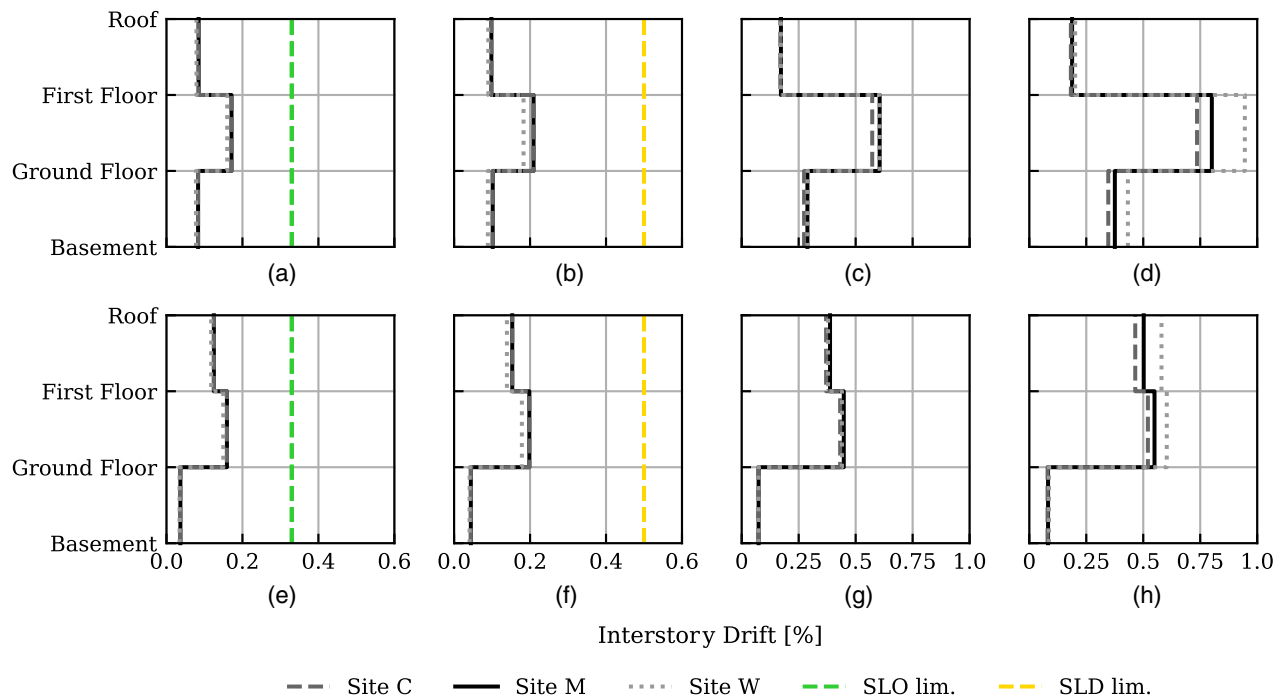 Roof
First Floor
Ground Floor
Basement
(a) (b) (c) (d)
Roof
First Floor
Ground Floor
Basement
0.0 0.2 0.4 0.6 0.0 0.2 0.4 0.6 0 0.25 0.5 0.75 1.0 0 0.25 0.5 0.75 1.0
(e) (f) (g) (h)
Interstory Drift [%]
Site C Site M Site W SLO lim. SLD lim.